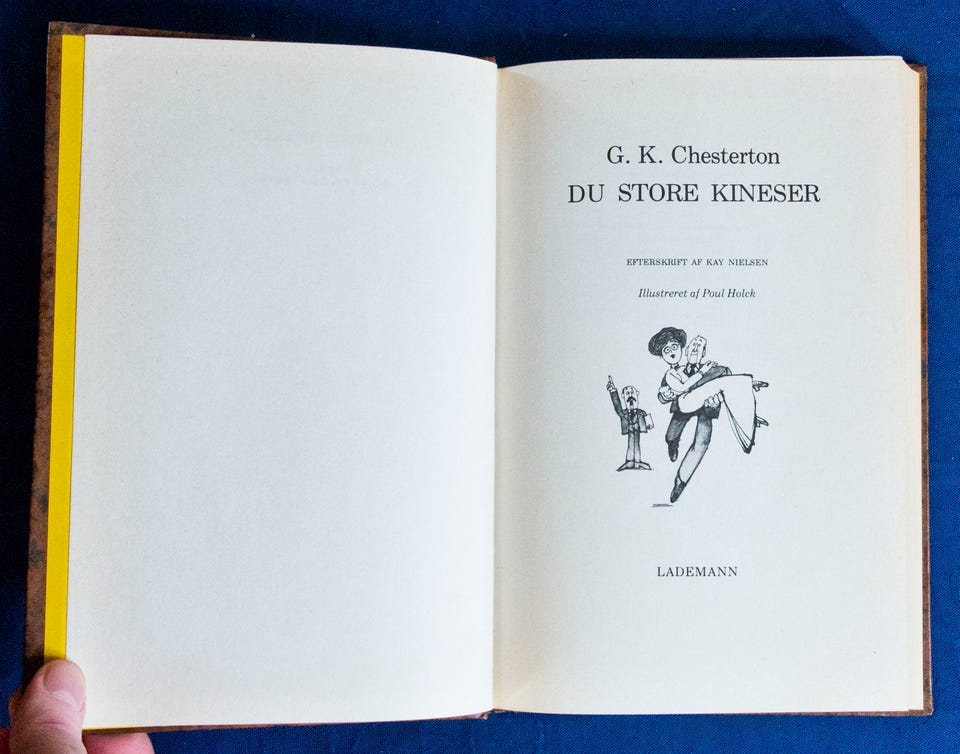 G. K. Chesterton
DU STORE KINESER
EFTERSKRIFT AF KAY NIELSEN
Illustreret af Poul Holck
LADEMANN